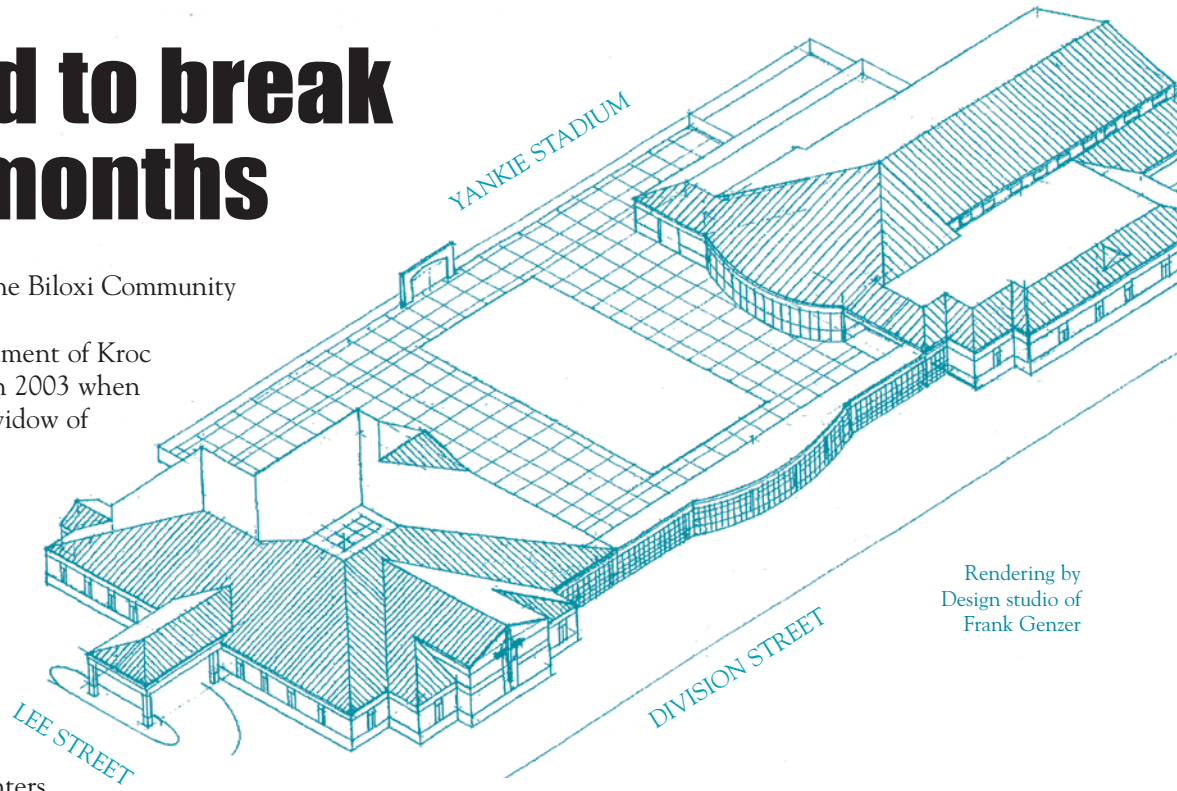 d to break
months
he Biloxi Community
ment of Kroc
n 2003 when
widow of
nters
YANKIE STADIUM
Rendering by
Design studio of
Frank Genzer
DIVISION STREET
LEE STREET